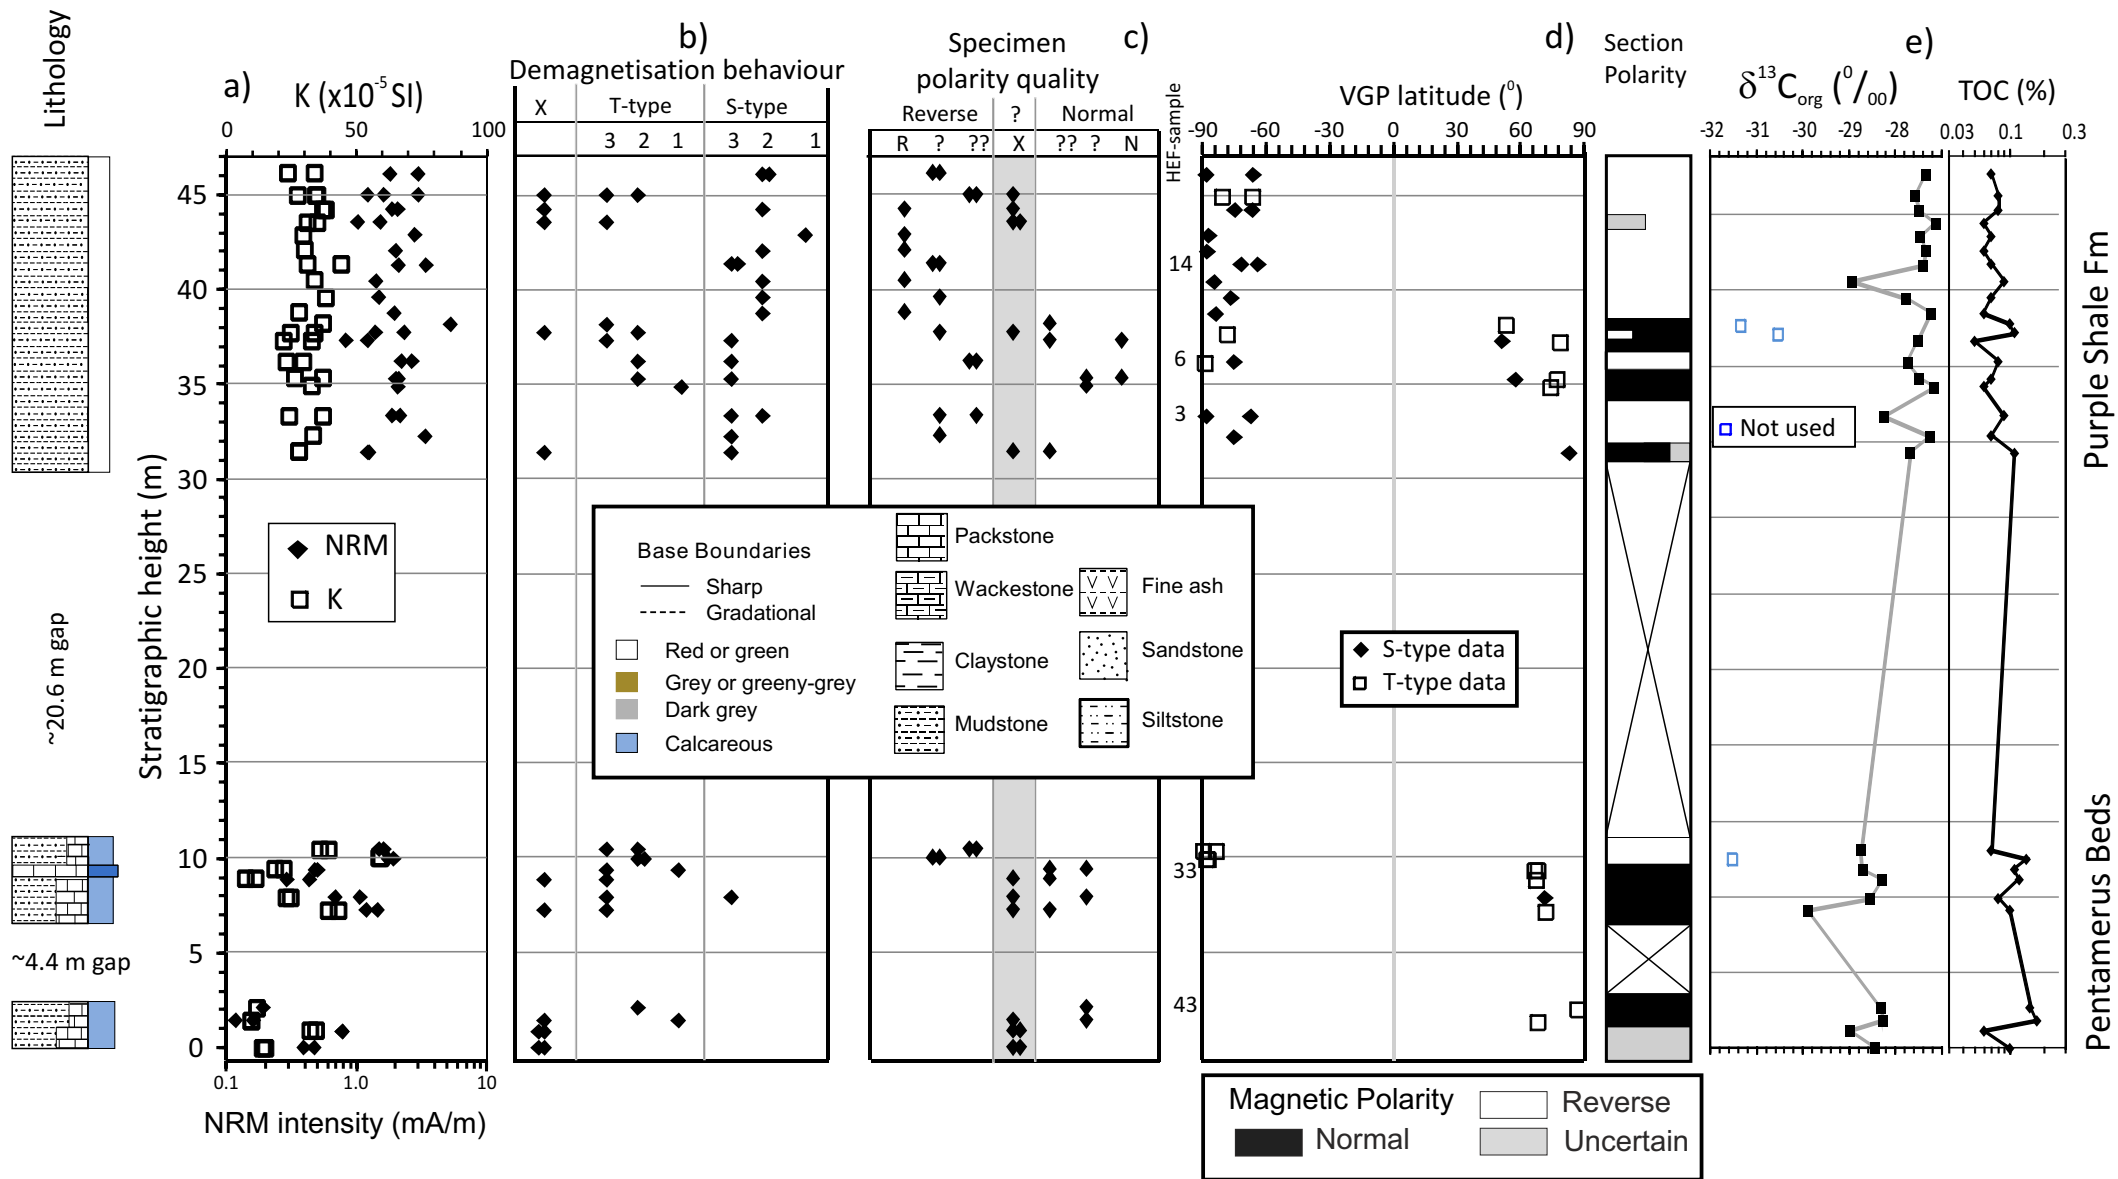 Lithology
a)
K (x10⁻⁵ SI)
0 50 100
b)
Demagnetisation behaviour
X T-type S-type
3 2 1 3 2 1
Specimen
polarity quality
c)
Reverse ? Normal
R ? ?? X ?? ? N
HEF-sample
d)
VGP latitude (⁰)
-90 -60 -30 0 30 60 90
Section
Polarity
e)
δ¹³Corg (⁰/₀₀)
-32 -31 -30 -29 -28
TOC (%)
0.03 0.1 0.3
Stratigraphic height (m)
45
40
35
30
25
20
15
10
5
0
14
6
3
33
43
~20.6 m gap
~4.4 m gap
NRM
K
Base Boundaries
Sharp
Gradational
Red or green
Grey or greeny-grey
Dark grey
Calcareous
Packstone
Wackestone
Claystone
Mudstone
Fine ash
Sandstone
Siltstone
S-type data
T-type data
Not used
Purple Shale Fm
Pentamerus Beds
0.1 1.0 10
NRM intensity (mA/m)
Magnetic Polarity
Normal
Reverse
Uncertain